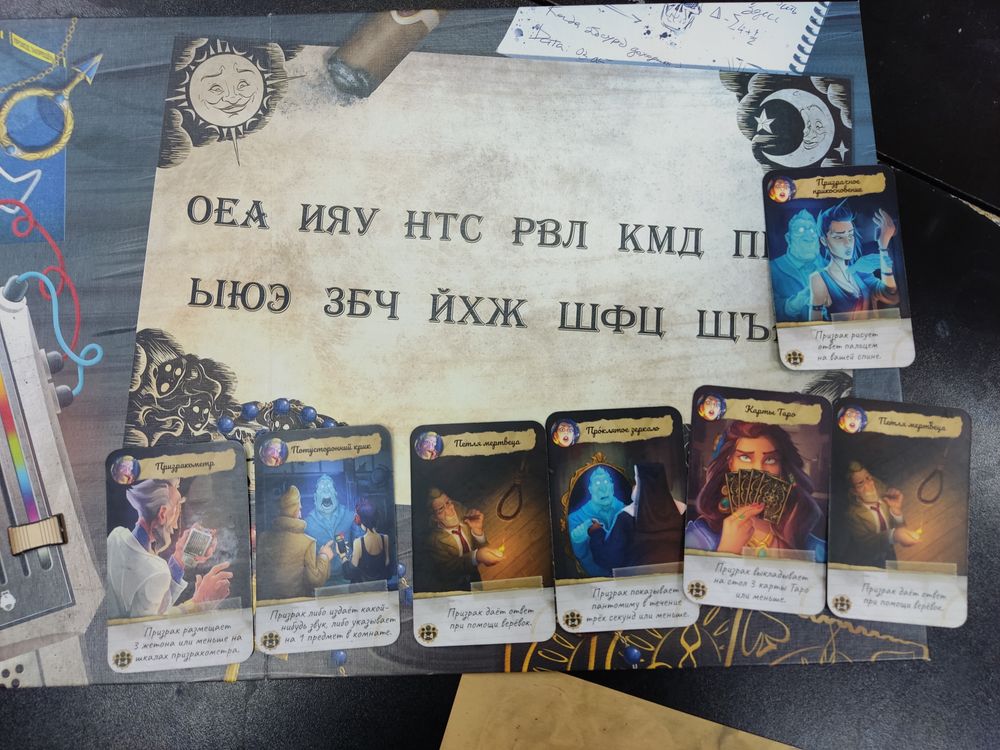 Дата:
ОЕА ИЯУ НТС РВЛ КМД
ЫЮЭ ЗБЧ ЙХЖ ШФЦ ЩЪ
Призрачное
прикосновение
Призрак рисует
ответ пальцем
на вашей спине.
Призракометр
Призрак размещает
3 жетона или меньше на
шкалах призракометра.
Потусторонний крик
Призрак либо издаёт какой-
нибудь звук, либо указывает
на 1 предмет в комнате.
Петля мертвеца
Призрак даёт ответ
при помощи верёвок.
Проклятое зеркало
Призрак показывает
пантомиму в течение
трёх секунд или меньше.
Карты Таро
Призрак выкладывает
на стол 3 карты Таро
или меньше.
Петля мертвеца
Призрак даёт ответ
при помощи верёвок.